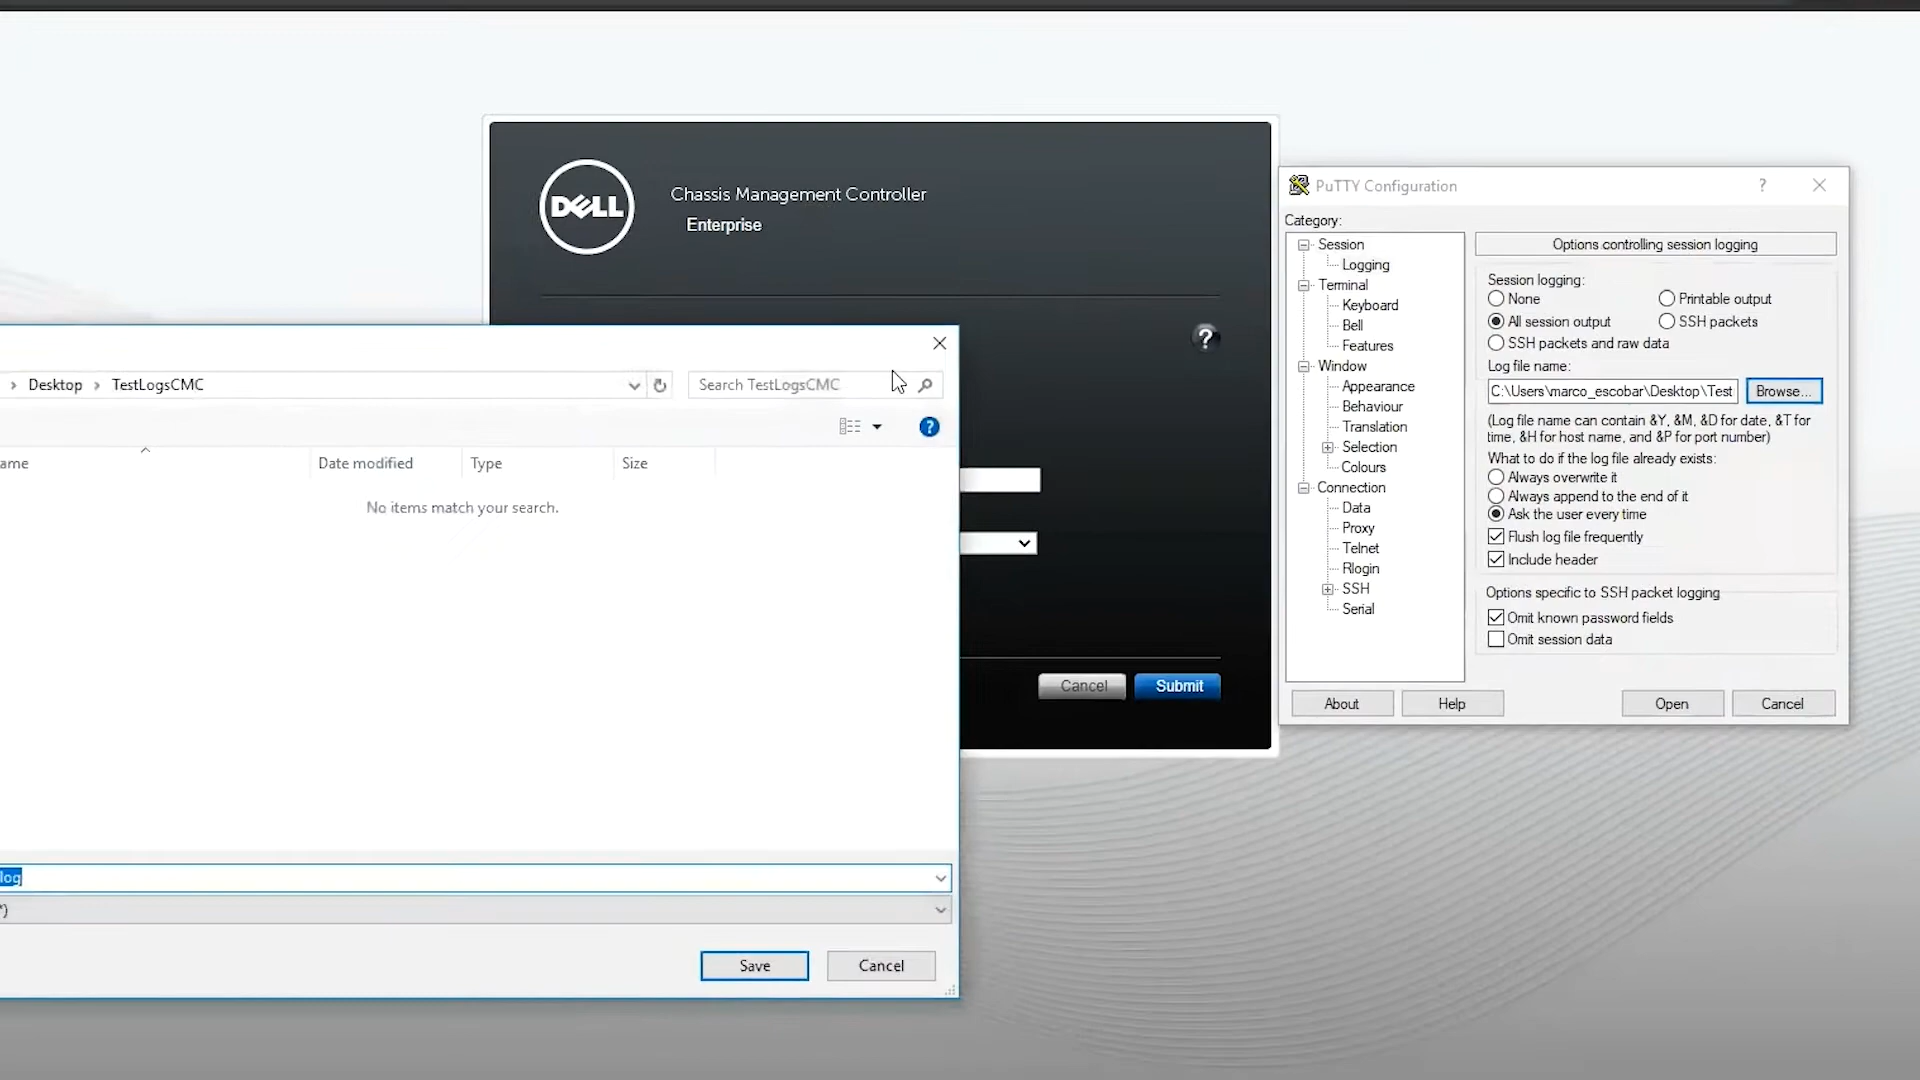 DELL
Chassis Management Controller
Enterprise
?
Cancel
Submit
Desktop
TestLogsCMC
Search TestLogsCMC
?
ame
Date modified
Type
Size
No items match your search.
log
*)
Save
Cancel
PuTTY Configuration
?
Category:
Session
Logging
Terminal
Keyboard
Bell
Features
Window
Appearance
Behaviour
Translation
Selection
Colours
Connection
Data
Proxy
Telnet
Rlogin
SSH
Serial
Options controlling session logging
Session logging:
None
Printable output
All session output
SSH packets
SSH packets and raw data
Log file name:
C:\Users\marco_escobar\Desktop\Test
Browse...
(Log file name can contain &Y, &M, &D for date, &T for
time, &H for host name, and &P for port number)
What to do if the log file already exists:
Always overwrite it
Always append to the end of it
Ask the user every time
Flush log file frequently
Include header
Options specific to SSH packet logging
Omit known password fields
Omit session data
About
Help
Open
Cancel